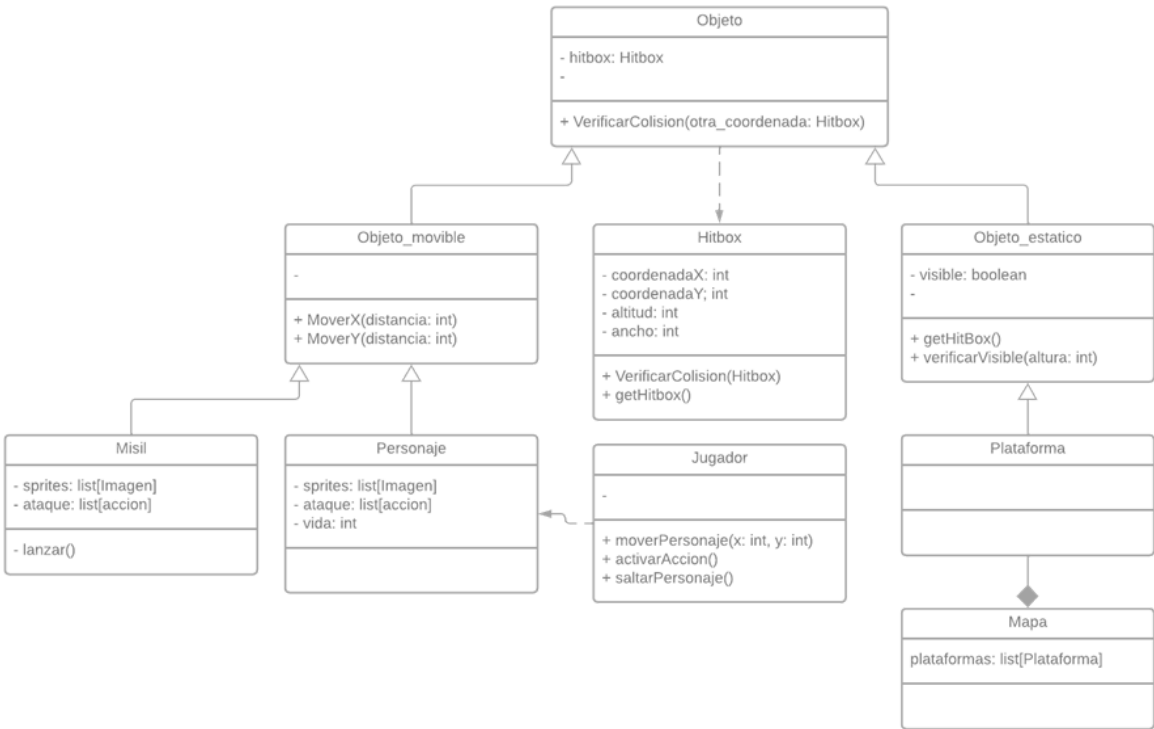 Objeto
- hitbox: Hitbox
-
+ VerificarColision(otra_coordenada: Hitbox)
Objeto_movible
-
+ MoverX(distancia: int)
+ MoverY(distancia: int)
Hitbox
- coordenadaX: int
- coordenadaY; int
- altitud: int
- ancho: int
+ VerificarColision(Hitbox)
+ getHitbox()
Objeto_estatico
- visible: boolean
-
+ getHitBox()
+ verificarVisible(altura: int)
Misil
- sprites: list[Imagen]
- ataque: list[accion]
- lanzar()
Personaje
- sprites: list[Imagen]
- ataque: list[accion]
- vida: int
Jugador
-
+ moverPersonaje(x: int, y: int)
+ activarAccion()
+ saltarPersonaje()
Plataforma
Mapa
plataformas: list[Plataforma]